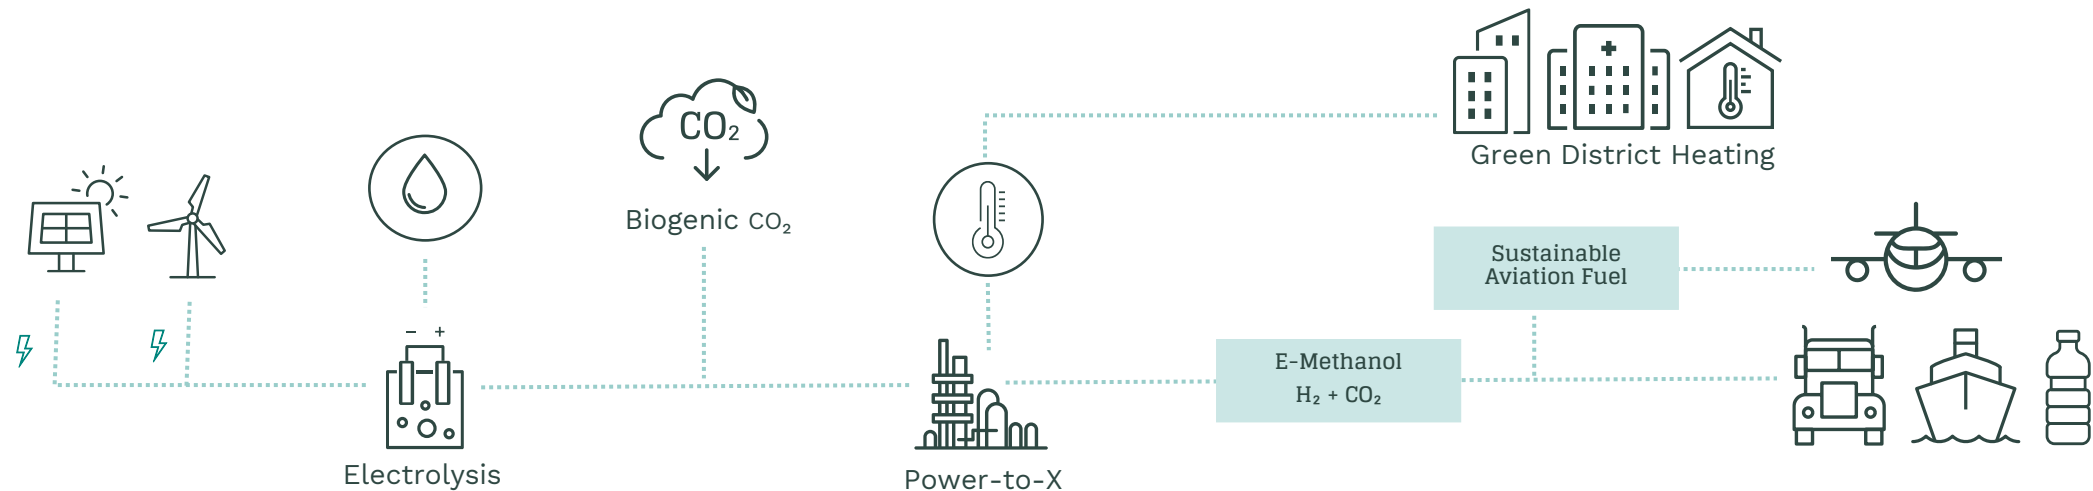 CO₂
Biogenic CO₂
− +
Electrolysis
Power-to-X
Green District Heating
Sustainable
Aviation Fuel
E-Methanol
H₂ + CO₂